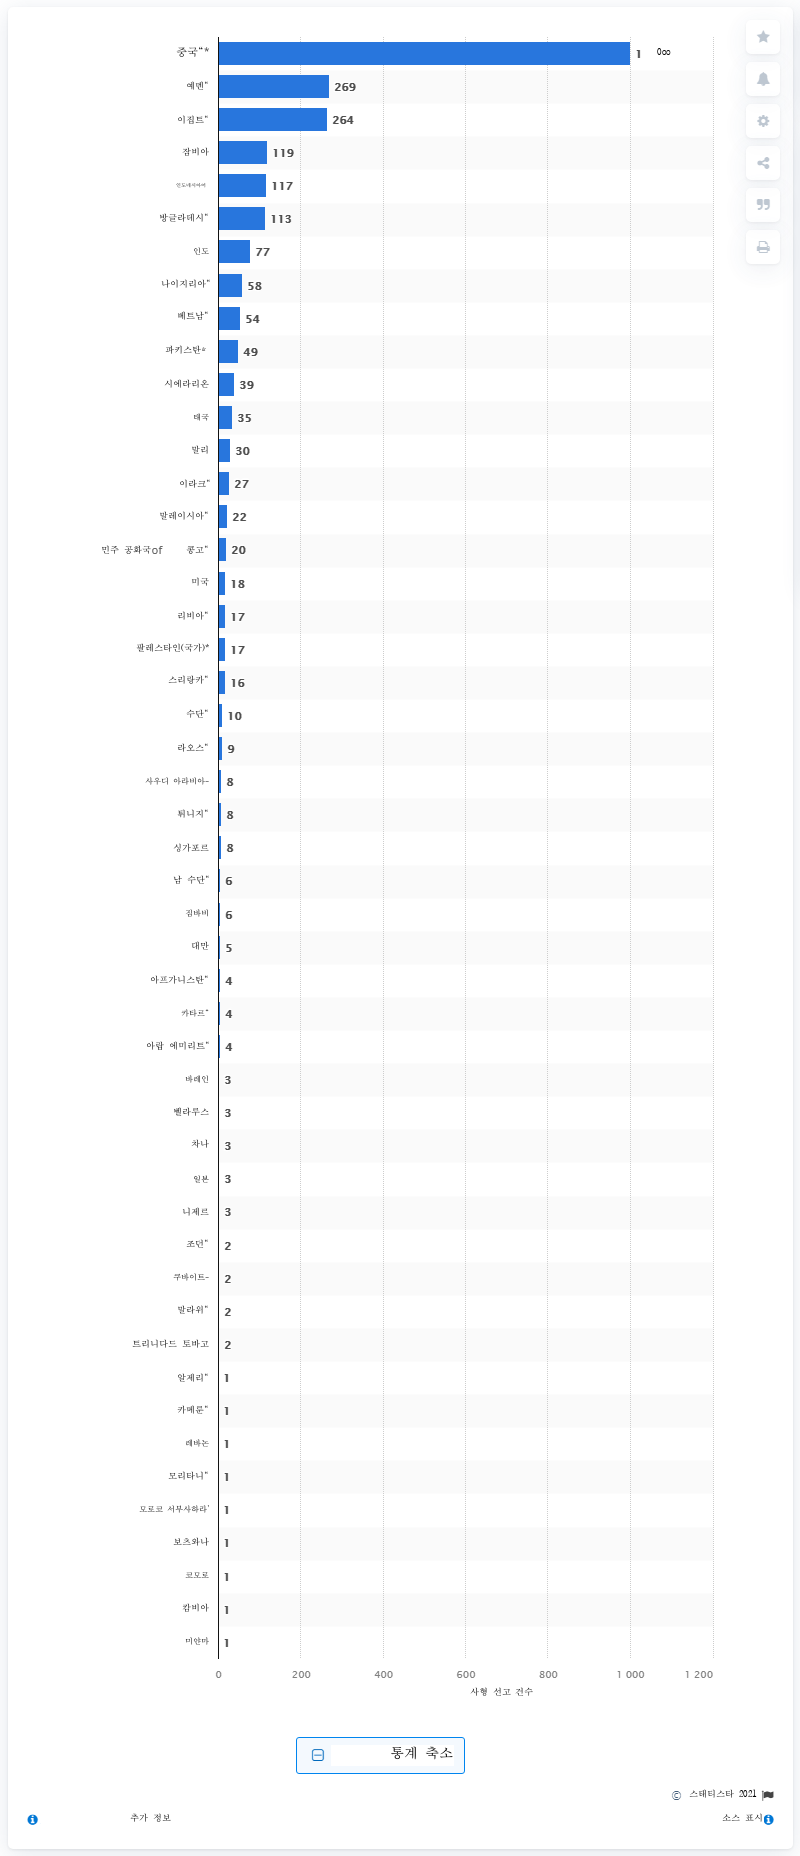 중국“* 1 0∞
예멘" 269
이집트" 264
잠비아 119
117
방글라데시" 113
인도 77
나이지리아" 58
베트남" 54
파키스탄* 49
시에라리온 39
태국 35
말리 30
이라크" 27
말레이시아" 22
민주 공화국of 콩고" 20
미국 18
리비아" 17
팔레스타인(국가)* 17
스리랑카" 16
수단" 10
라오스" 9
사우디 아라비아~ 8
튀니지" 8
싱가포르 8
남 수단" 6
짐바비 6
대만 5
아프가니스탄" 4
카타르" 4
아랍 에미리트" 4
바레인 3
벨라루스 3
차나 3
일본 3
니제르 3
조던" 2
쿠바이트~ 2
말라위" 2
트리니다드 토바고 2
알제리" 1
카메룬" 1
레바논 1
모리타니" 1
모로코 서부사하라' 1
보츠와나 1
코모로 1
캄비아 1
미얀마 1
0 200 400 600 800 1 000 1 200
사형 선고 건수
통계 축소
© 스태티스타 2021
추가 정보 소스 표시